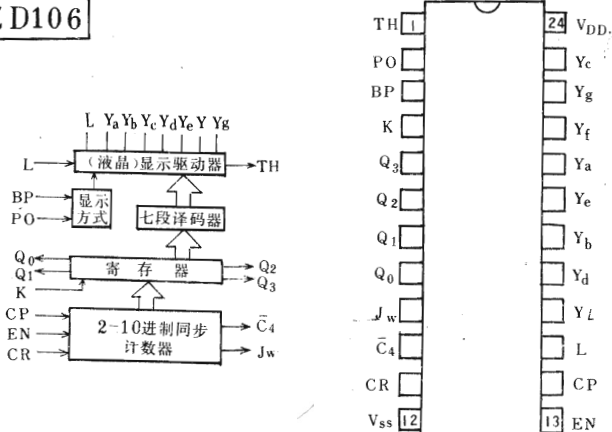 ED106
L Ya Yb Yc Yd Ye Y Yg
L (液晶)显示驱动器 TH
BP 显示
PO 方式
七段译码器
Q0 寄存器 Q2
Q1 Q3
K
CP 2-10进制同步 C̄4
EN 计数器 Jw
CR
TH 1
PO
BP
K
Q3
Q2
Q1
Q0
Jw
C̄4
CR
Vss 12
24 VDD
Yc
Yg
Yf
Ya
Ye
Yb
Yd
YL
L
CP
13 EN